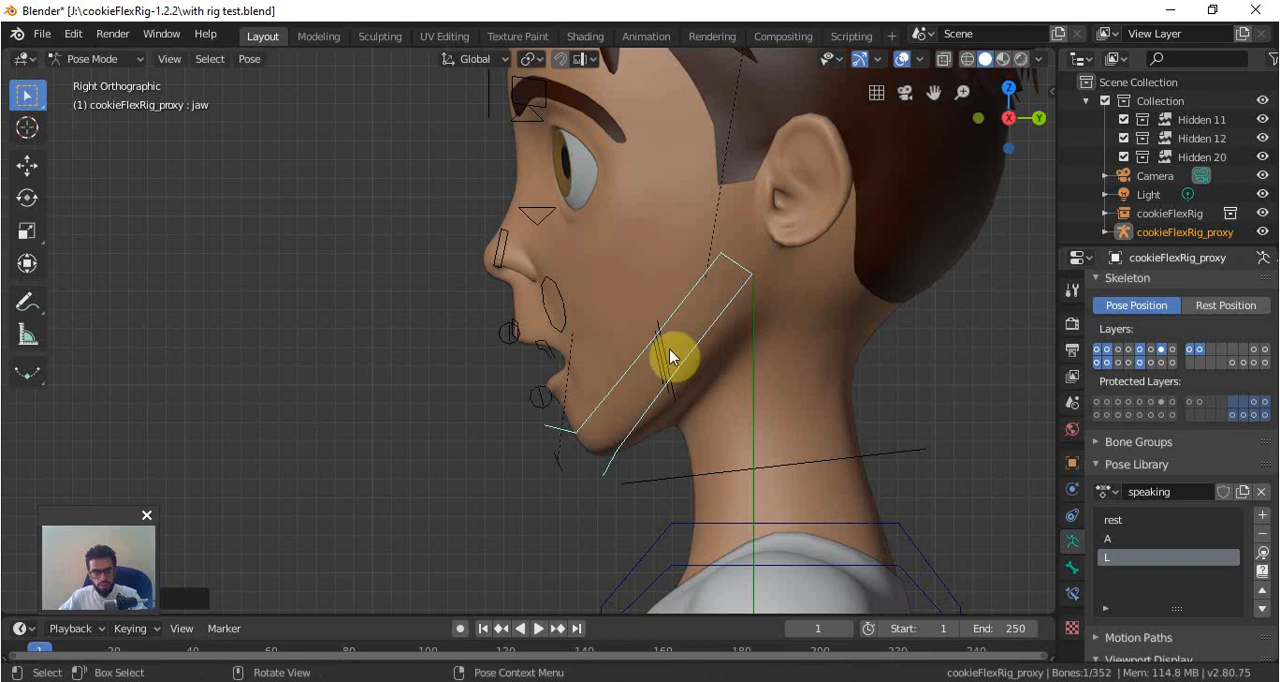 Blender* [J:\cookieFlexRig-1.2.2\with rig test.blend]
File Edit Render Window Help Layout Modeling Sculpting UV Editing Texture Paint Shading Animation Rendering Compositing Scripting + Scene View Layer
Pose Mode View Select Pose Global
Right Orthographic
(1) cookieFlexRig_proxy : jaw
Z
X
Y
Scene Collection
Collection
Hidden 11
Hidden 12
Hidden 20
Camera
Light
cookieFlexRig
cookieFlexRig_proxy
cookieFlexRig_proxy
Skeleton
Pose Position Rest Position
Layers:
Protected Layers:
Bone Groups
Pose Library
speaking
rest
A
L
Motion Paths
Viewport Display
Playback Keying View Marker 1 Start: 1 End: 250
1 20 40 60 80 100 120 140 160 180 200 220 240
Select Box Select Rotate View Pose Context Menu cookieFlexRig_proxy | Bones:1/352 | Mem: 114.8 MB | v2.80.75